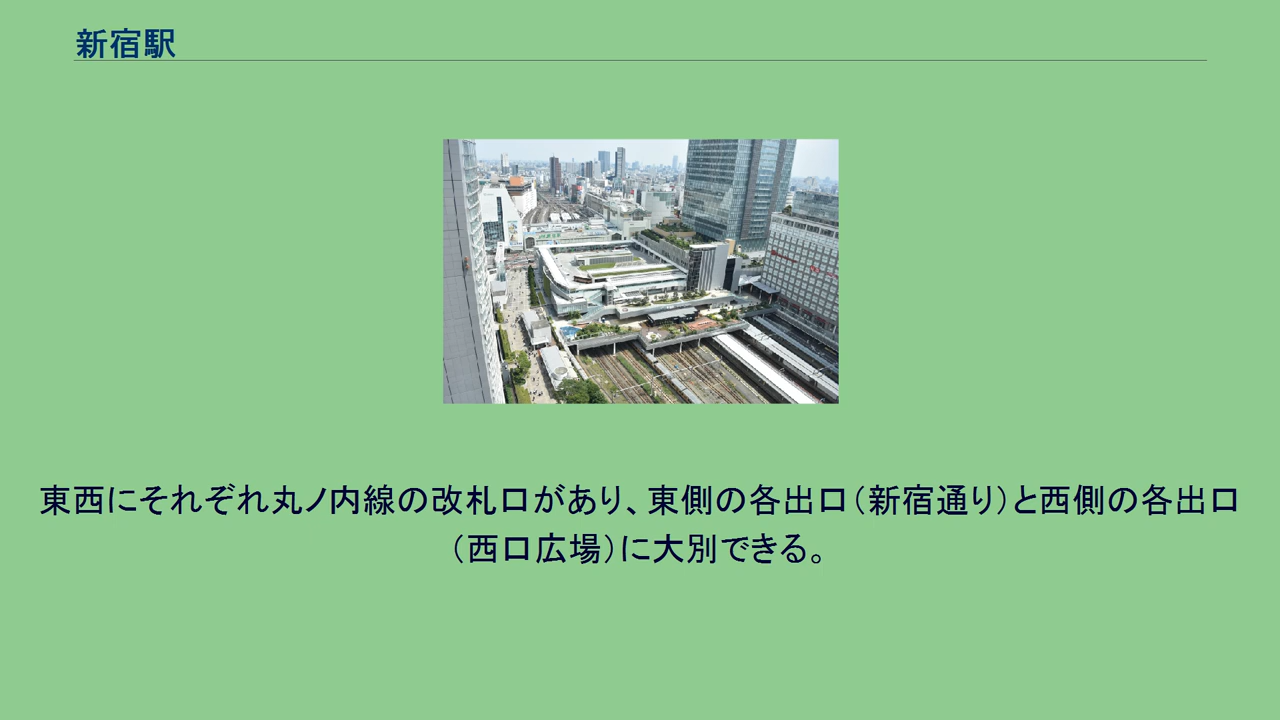 新宿駅
東西にそれぞれ丸ノ内線の改札口があり、東側の各出口（新宿通り）と西側の各出口
（西口広場）に大別できる。